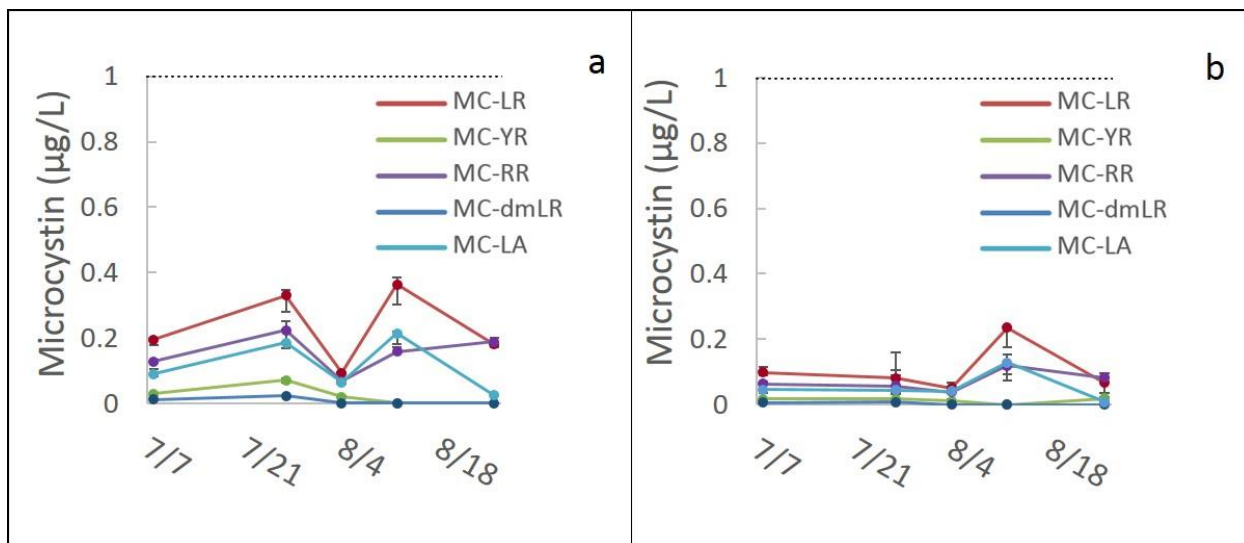 a
Microcystin (µg/L)
1
0.8
0.6
0.4
0.2
0
MC-LR
MC-YR
MC-RR
MC-dmLR
MC-LA
7/7
7/21
8/4
8/18
b
Microcystin (µg/L)
1
0.8
0.6
0.4
0.2
0
MC-LR
MC-YR
MC-RR
MC-dmLR
MC-LA
7/7
7/21
8/4
8/18